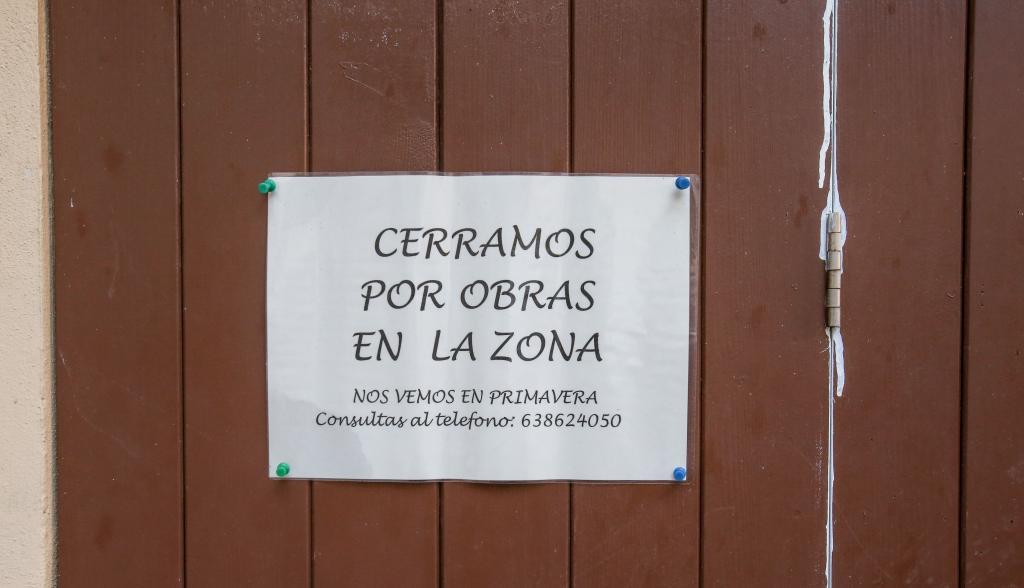 CERRAMOS
POR OBRAS
EN LA ZONA
NOS VEMOS EN PRIMAVERA
Consultas al telefono: 638624050